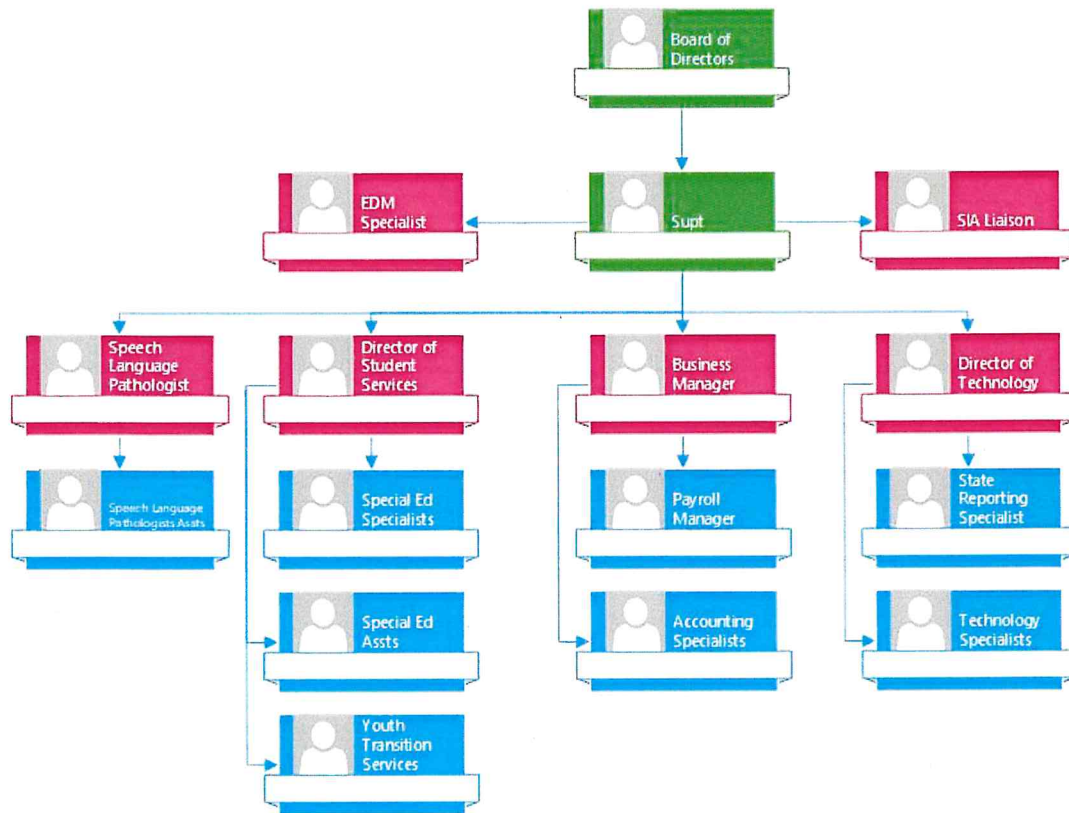 Board of
Directors
EDM
Specialist
Supt
SIA Liaison
Speech
Language
Pathologist
Director of
Student
Services
Business
Manager
Director of
Technology
Speech Language
Pathologists Assts
Special Ed
Specialists
Payroll
Manager
State
Reporting
Specialist
Special Ed
Assts
Accounting
Specialists
Technology
Specialists
Youth
Transition
Services